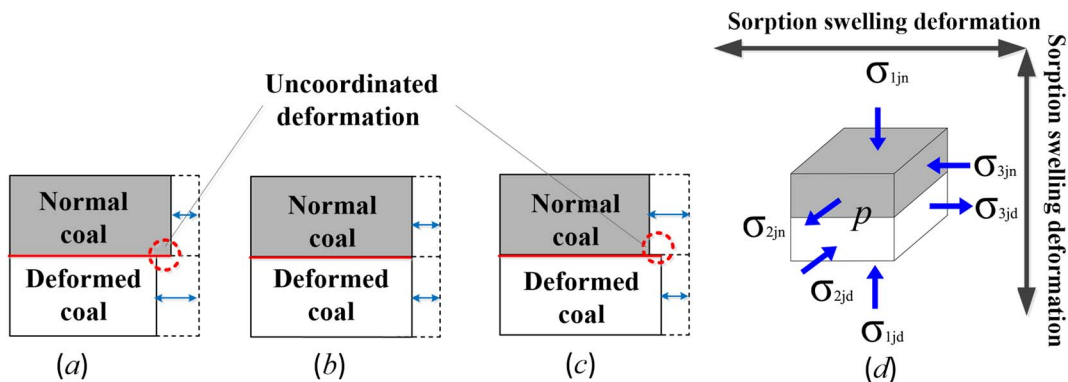 Uncoordinated
deformation
Normal
coal
Deformed
coal
(a)
Normal
coal
Deformed
coal
(b)
Normal
coal
Deformed
coal
(c)
Sorption swelling deformation
Sorption swelling deformation
σ1jn
σ3jn
σ3jd
σ2jn
p
σ2jd
σ1jd
(d)